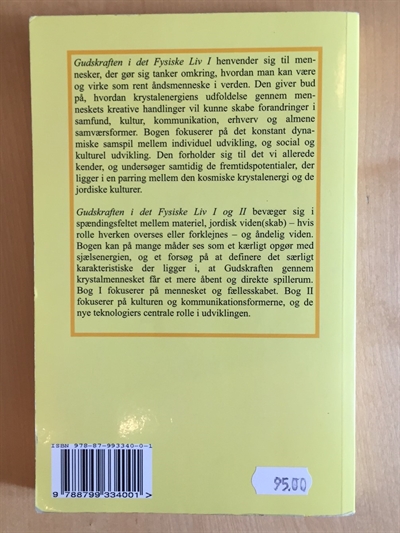 Gudskraften i det Fysiske Liv I henvender sig til men-
nesker, der gør sig tanker omkring, hvordan man kan være
og virke som rent åndsmenneske i verden. Den giver bud
på, hvordan krystalenergiens udfoldelse gennem men-
neskets kreative handlinger vil kunne skabe forandringer i
samfund, kultur, kommunikation, erhverv og almene
samværsformer. Bogen fokuserer på det konstant dyna-
miske samspil mellem individuel udvikling, og social og
kulturel udvikling. Den forholder sig til det vi allerede
kender, og undersøger samtidig de fremtidspotentialer, der
ligger i en parring mellem den kosmiske krystalenergi og de
jordiske kulturer.
Gudskraften i det Fysiske Liv I og II bevæger sig i
spændingsfeltet mellem materiel, jordisk viden(skab) – hvis
rolle hverken overses eller forklejnes – og åndelig viden.
Bogen kan på mange måder ses som et kærligt opgør med
sjælsenergien, og et forsøg på at definere det særligt
karakteristiske der ligger i, at Gudskraften gennem
krystalmennesket får et mere åbent og direkte spillerum.
Bog I fokuserer på mennesket og fællesskabet. Bog II
fokuserer på kulturen og kommunikationsformerne, og de
nye teknologiers centrale rolle i udviklingen.
ISBN 978-87-993340-0-1
9 788799 334001 >
95,00